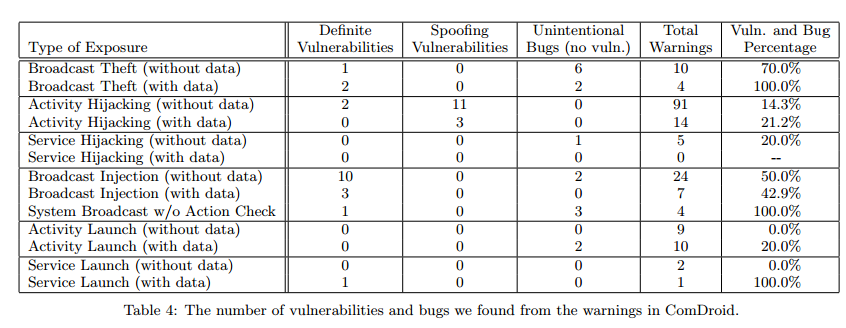 Type of Exposure | Definite Vulnerabilities | Spoofing Vulnerabilities | Unintentional Bugs (no vuln.) | Total Warnings | Vuln. and Bug Percentage
Broadcast Theft (without data) | 1 | 0 | 6 | 10 | 70.0%
Broadcast Theft (with data) | 2 | 0 | 2 | 4 | 100.0%
Activity Hijacking (without data) | 2 | 11 | 0 | 91 | 14.3%
Activity Hijacking (with data) | 0 | 3 | 0 | 14 | 21.2%
Service Hijacking (without data) | 0 | 0 | 1 | 5 | 20.0%
Service Hijacking (with data) | 0 | 0 | 0 | 0 | --
Broadcast Injection (without data) | 10 | 0 | 2 | 24 | 50.0%
Broadcast Injection (with data) | 3 | 0 | 0 | 7 | 42.9%
System Broadcast w/o Action Check | 1 | 0 | 3 | 4 | 100.0%
Activity Launch (without data) | 0 | 0 | 0 | 9 | 0.0%
Activity Launch (with data) | 0 | 0 | 2 | 10 | 20.0%
Service Launch (without data) | 0 | 0 | 0 | 2 | 0.0%
Service Launch (with data) | 1 | 0 | 0 | 1 | 100.0%
Table 4: The number of vulnerabilities and bugs we found from the warnings in ComDroid.